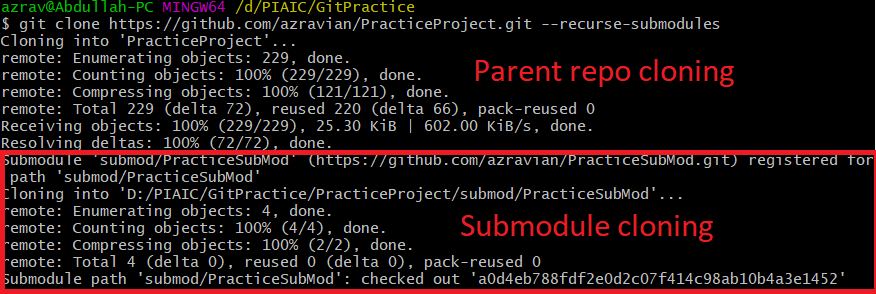 azrav@Abdullah-PC MINGW64 /d/PIAIC/GitPractice
$ git clone https://github.com/azravian/PracticeProject.git --recurse-submodules
Cloning into 'PracticeProject'...
remote: Enumerating objects: 229, done.
remote: Counting objects: 100% (229/229), done.
Parent repo cloning
remote: Compressing objects: 100% (121/121), done.
remote: Total 229 (delta 72), reused 220 (delta 66), pack-reused 0
Receiving objects: 100% (229/229), 25.30 KiB | 602.00 KiB/s, done.
Resolving deltas: 100% (72/72), done.
Submodule 'submod/PracticeSubMod' (https://github.com/azravian/PracticeSubMod.git) registered for
path 'submod/PracticeSubMod'
Cloning into 'D:/PIAIC/GitPractice/PracticeProject/submod/PracticeSubMod'...
remote: Enumerating objects: 4, done.
remote: Counting objects: 100% (4/4), done.
Submodule cloning
remote: Compressing objects: 100% (2/2), done.
remote: Total 4 (delta 0), reused 0 (delta 0), pack-reused 0
Submodule path 'submod/PracticeSubMod': checked out 'a0d4eb788fdf2e0d2c07f414c98ab10b4a3e1452'